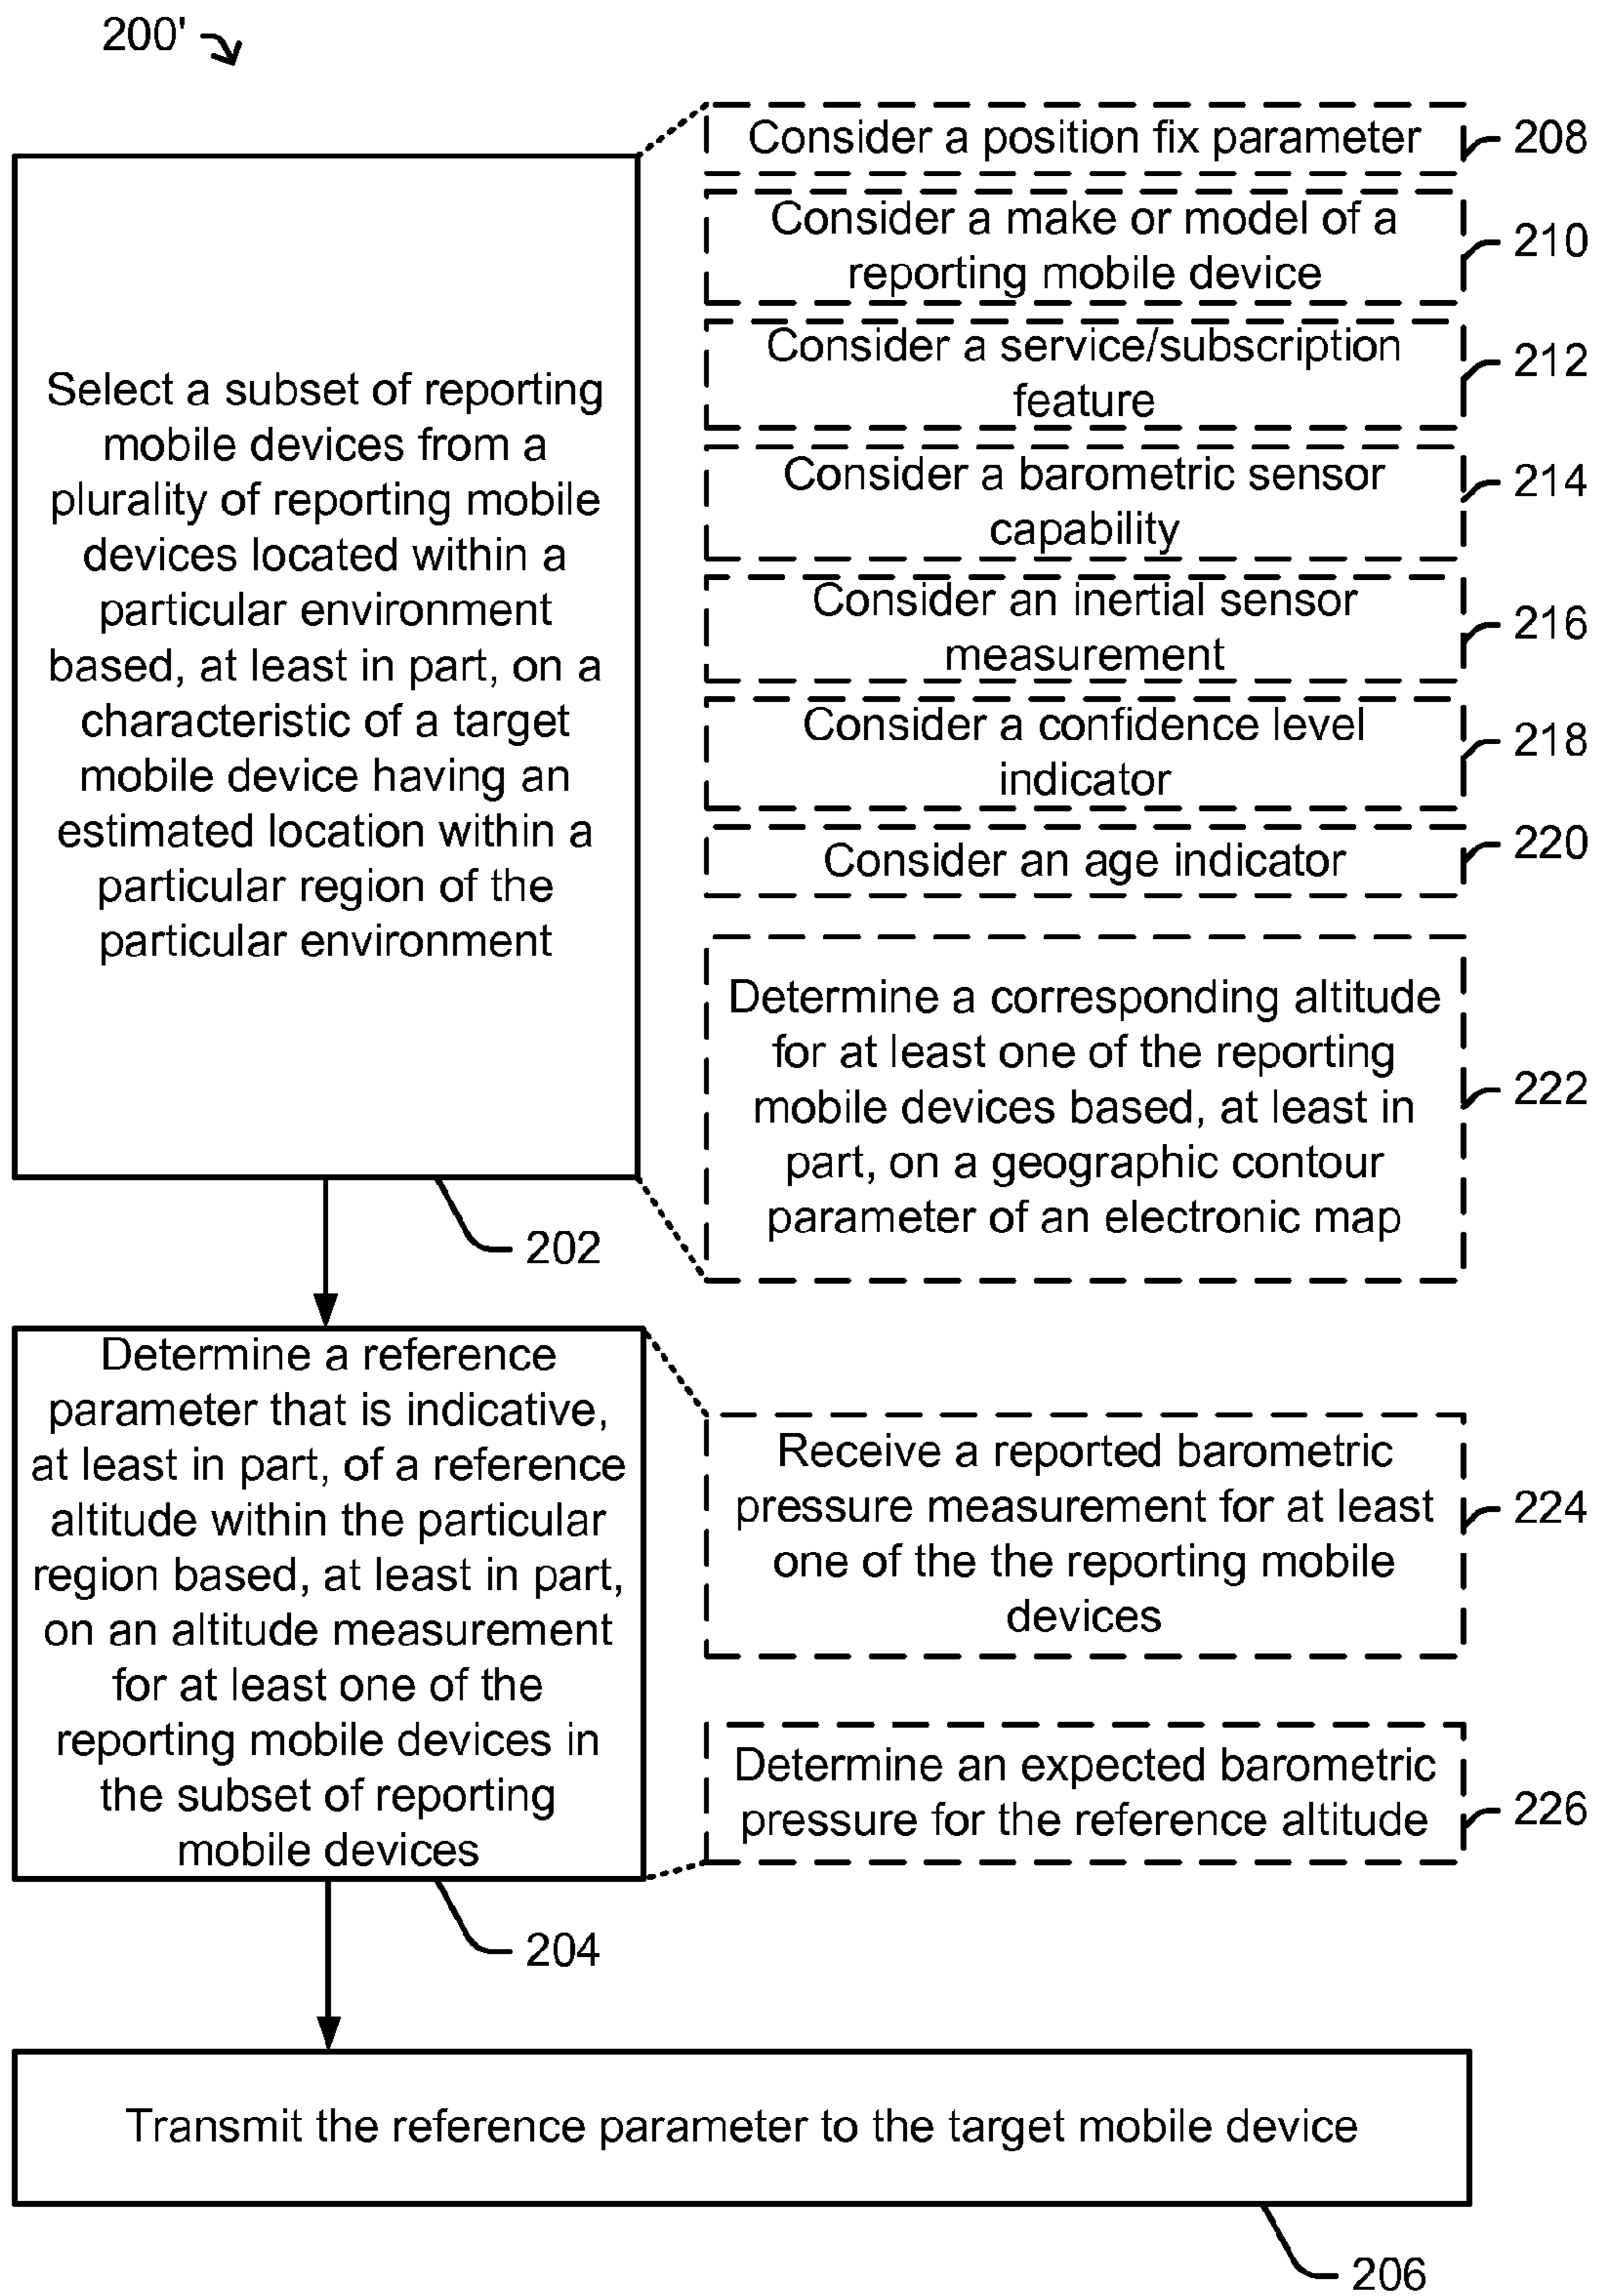 200'
Consider a position fix parameter
208
Consider a make or model of a
reporting mobile device
210
Consider a service/subscription
feature
212
Consider a barometric sensor
capability
214
Consider an inertial sensor
measurement
216
Consider a confidence level
indicator
218
Consider an age indicator
220
Determine a corresponding altitude
for at least one of the reporting
mobile devices based, at least in
part, on a geographic contour
parameter of an electronic map
222
Select a subset of reporting
mobile devices from a
plurality of reporting mobile
devices located within a
particular environment
based, at least in part, on a
characteristic of a target
mobile device having an
estimated location within a
particular region of the
particular environment
202
Determine a reference
parameter that is indicative,
at least in part, of a reference
altitude within the particular
region based, at least in part,
on an altitude measurement
for at least one of the
reporting mobile devices in
the subset of reporting
mobile devices
204
Receive a reported barometric
pressure measurement for at least
one of the the reporting mobile
devices
224
Determine an expected barometric
pressure for the reference altitude
226
Transmit the reference parameter to the target mobile device
206